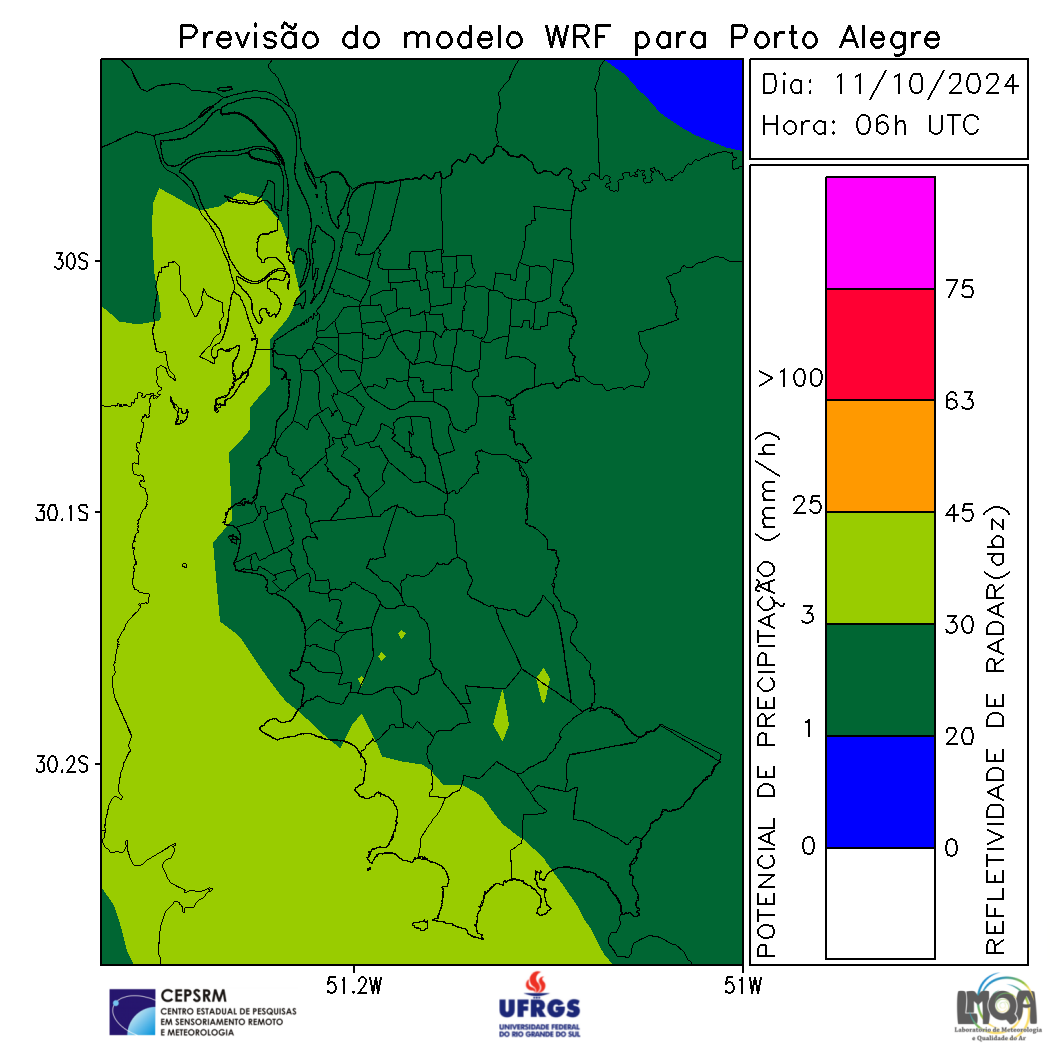 Previsão do modelo WRF para Porto Alegre
Dia: 11/10/2024
Hora: 06h UTC
30S
30.1S
30.2S
51.2W
51W
POTENCIAL DE PRECIPITAÇÃO (mm/h)
>100
25
3
1
0
75
63
45
30
20
0
REFLETIVIDADE DE RADAR(dbz)
CEPSRM
CENTRO ESTADUAL DE PESQUISAS
EM SENSORIAMENTO REMOTO
E METEOROLOGIA
UFRGS
UNIVERSIDADE FEDERAL
DO RIO GRANDE DO SUL
LMQA
Laboratório de Meteorologia
e Qualidade do Ar